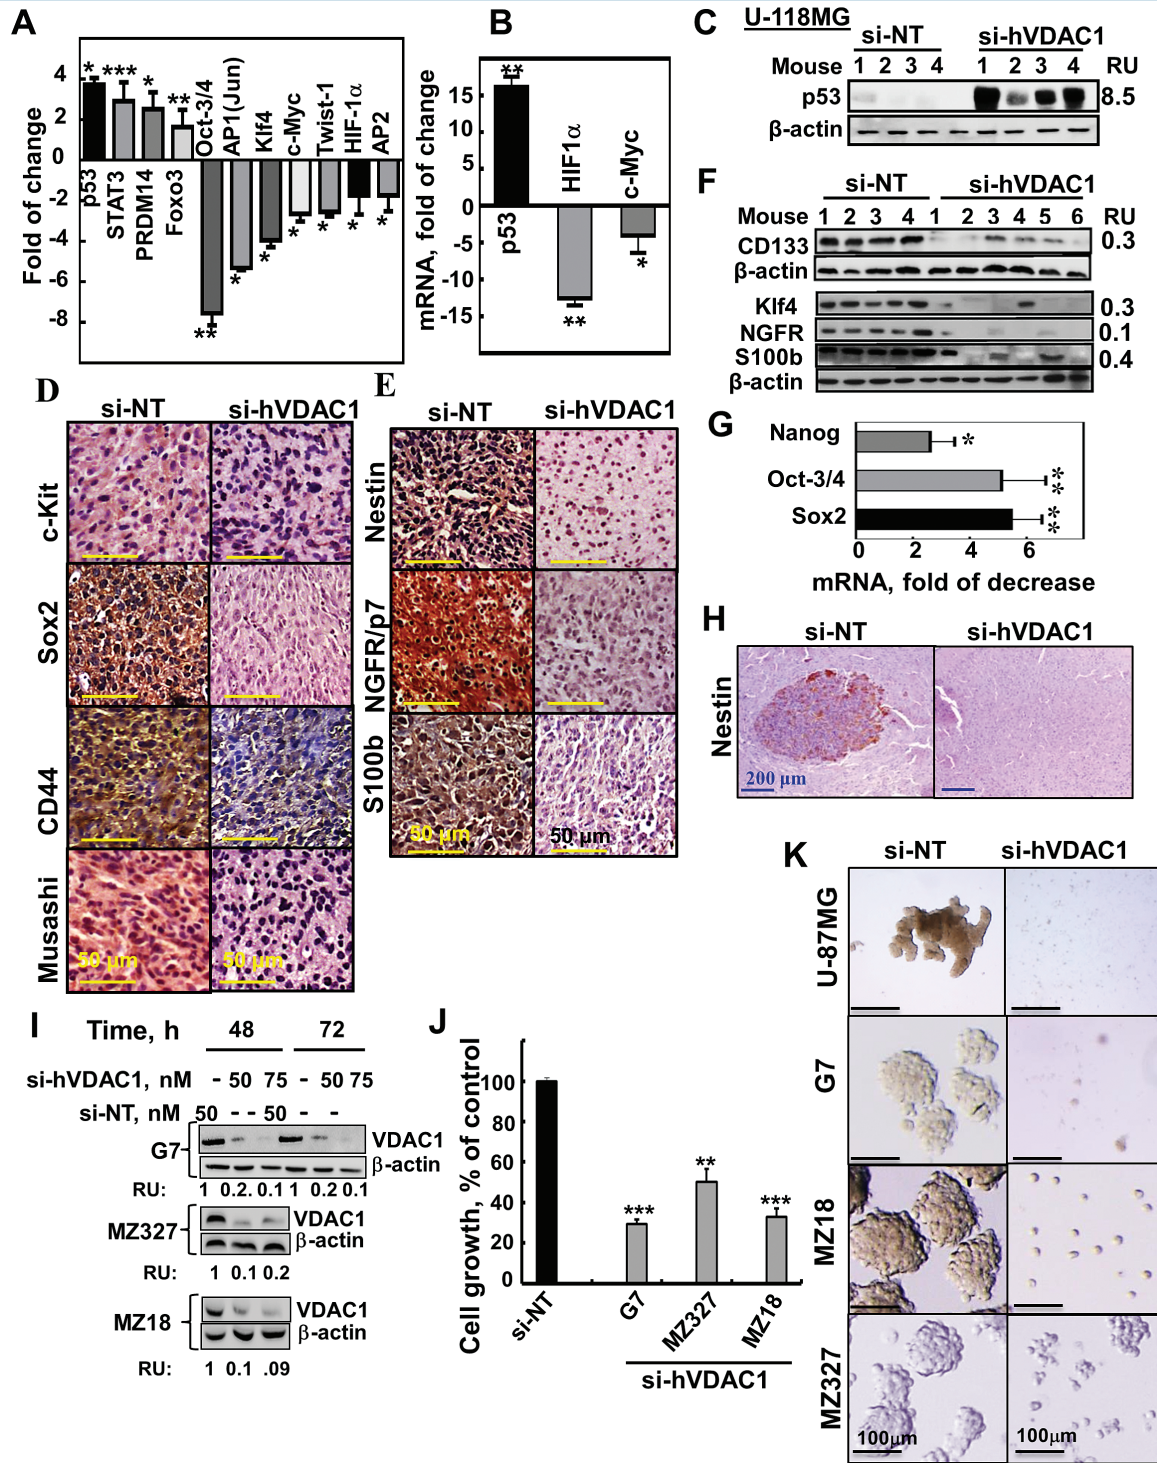 A
Fold of change
4
2
0
-2
-4
-6
-8
* *** * **
p53
STAT3
PRDM14
Foxo3
Oct-3/4
AP1(Jun)
Klf4
c-Myc
Twist-1
HIF-1α
AP2
** * * * * * *
B
mRNA, fold of change
15
10
5
0
-5
-10
-15
**
p53
HIF1α
c-Myc
** *
C U-118MG
si-NT si-hVDAC1
Mouse 1 2 3 4 1 2 3 4 RU
p53 8.5
β-actin
F
si-NT si-hVDAC1
Mouse 1 2 3 4 1 2 3 4 5 6 RU
CD133 0.3
β-actin
Klf4 0.3
NGFR 0.1
S100b 0.4
β-actin
D
si-NT si-hVDAC1
c-Kit
Sox2
CD44
Musashi
50 µm 50 µm
E
si-NT si-hVDAC1
Nestin
NGFR/p7
S100b
50 µm 50 µm
G
Nanog *
Oct-3/4 **
Sox2 **
0 2 4 6
mRNA, fold of decrease
H
si-NT si-hVDAC1
Nestin
200 µm
I
Time, h 48 72
si-hVDAC1, nM - 50 75 - 50 75
si-NT, nM 50 - - 50 - -
G7 VDAC1
β-actin
RU: 1 0.2. 0.1 1 0.2 0.1
MZ327 VDAC1
β-actin
RU: 1 0.1 0.2
MZ18 VDAC1
β-actin
RU: 1 0.1 .09
J
Cell growth, % of control
100
80
60
40
20
0
*** ** ***
si-NT
G7
MZ327
MZ18
si-hVDAC1
K
si-NT si-hVDAC1
U-87MG
G7
MZ18
MZ327
100µm 100µm